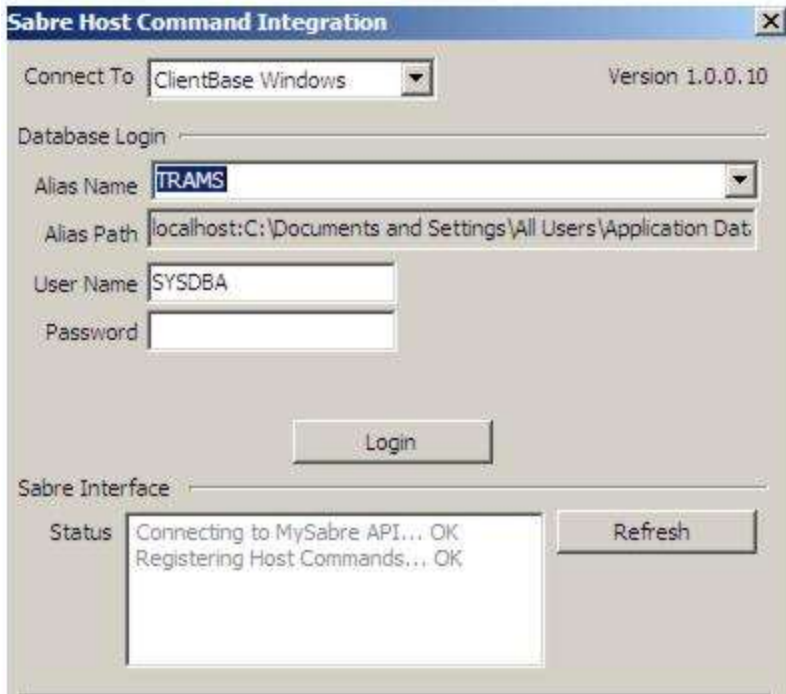 Sabre Host Command Integration
Connect To ClientBase Windows Version 1.0.0.10
Database Login
Alias Name TRAMS
Alias Path localhost:C:\Documents and Settings\All Users\Application Dat
User Name SYSDBA
Password
Login
Sabre Interface
Status Connecting to MySabre API... OK Refresh
Registering Host Commands... OK